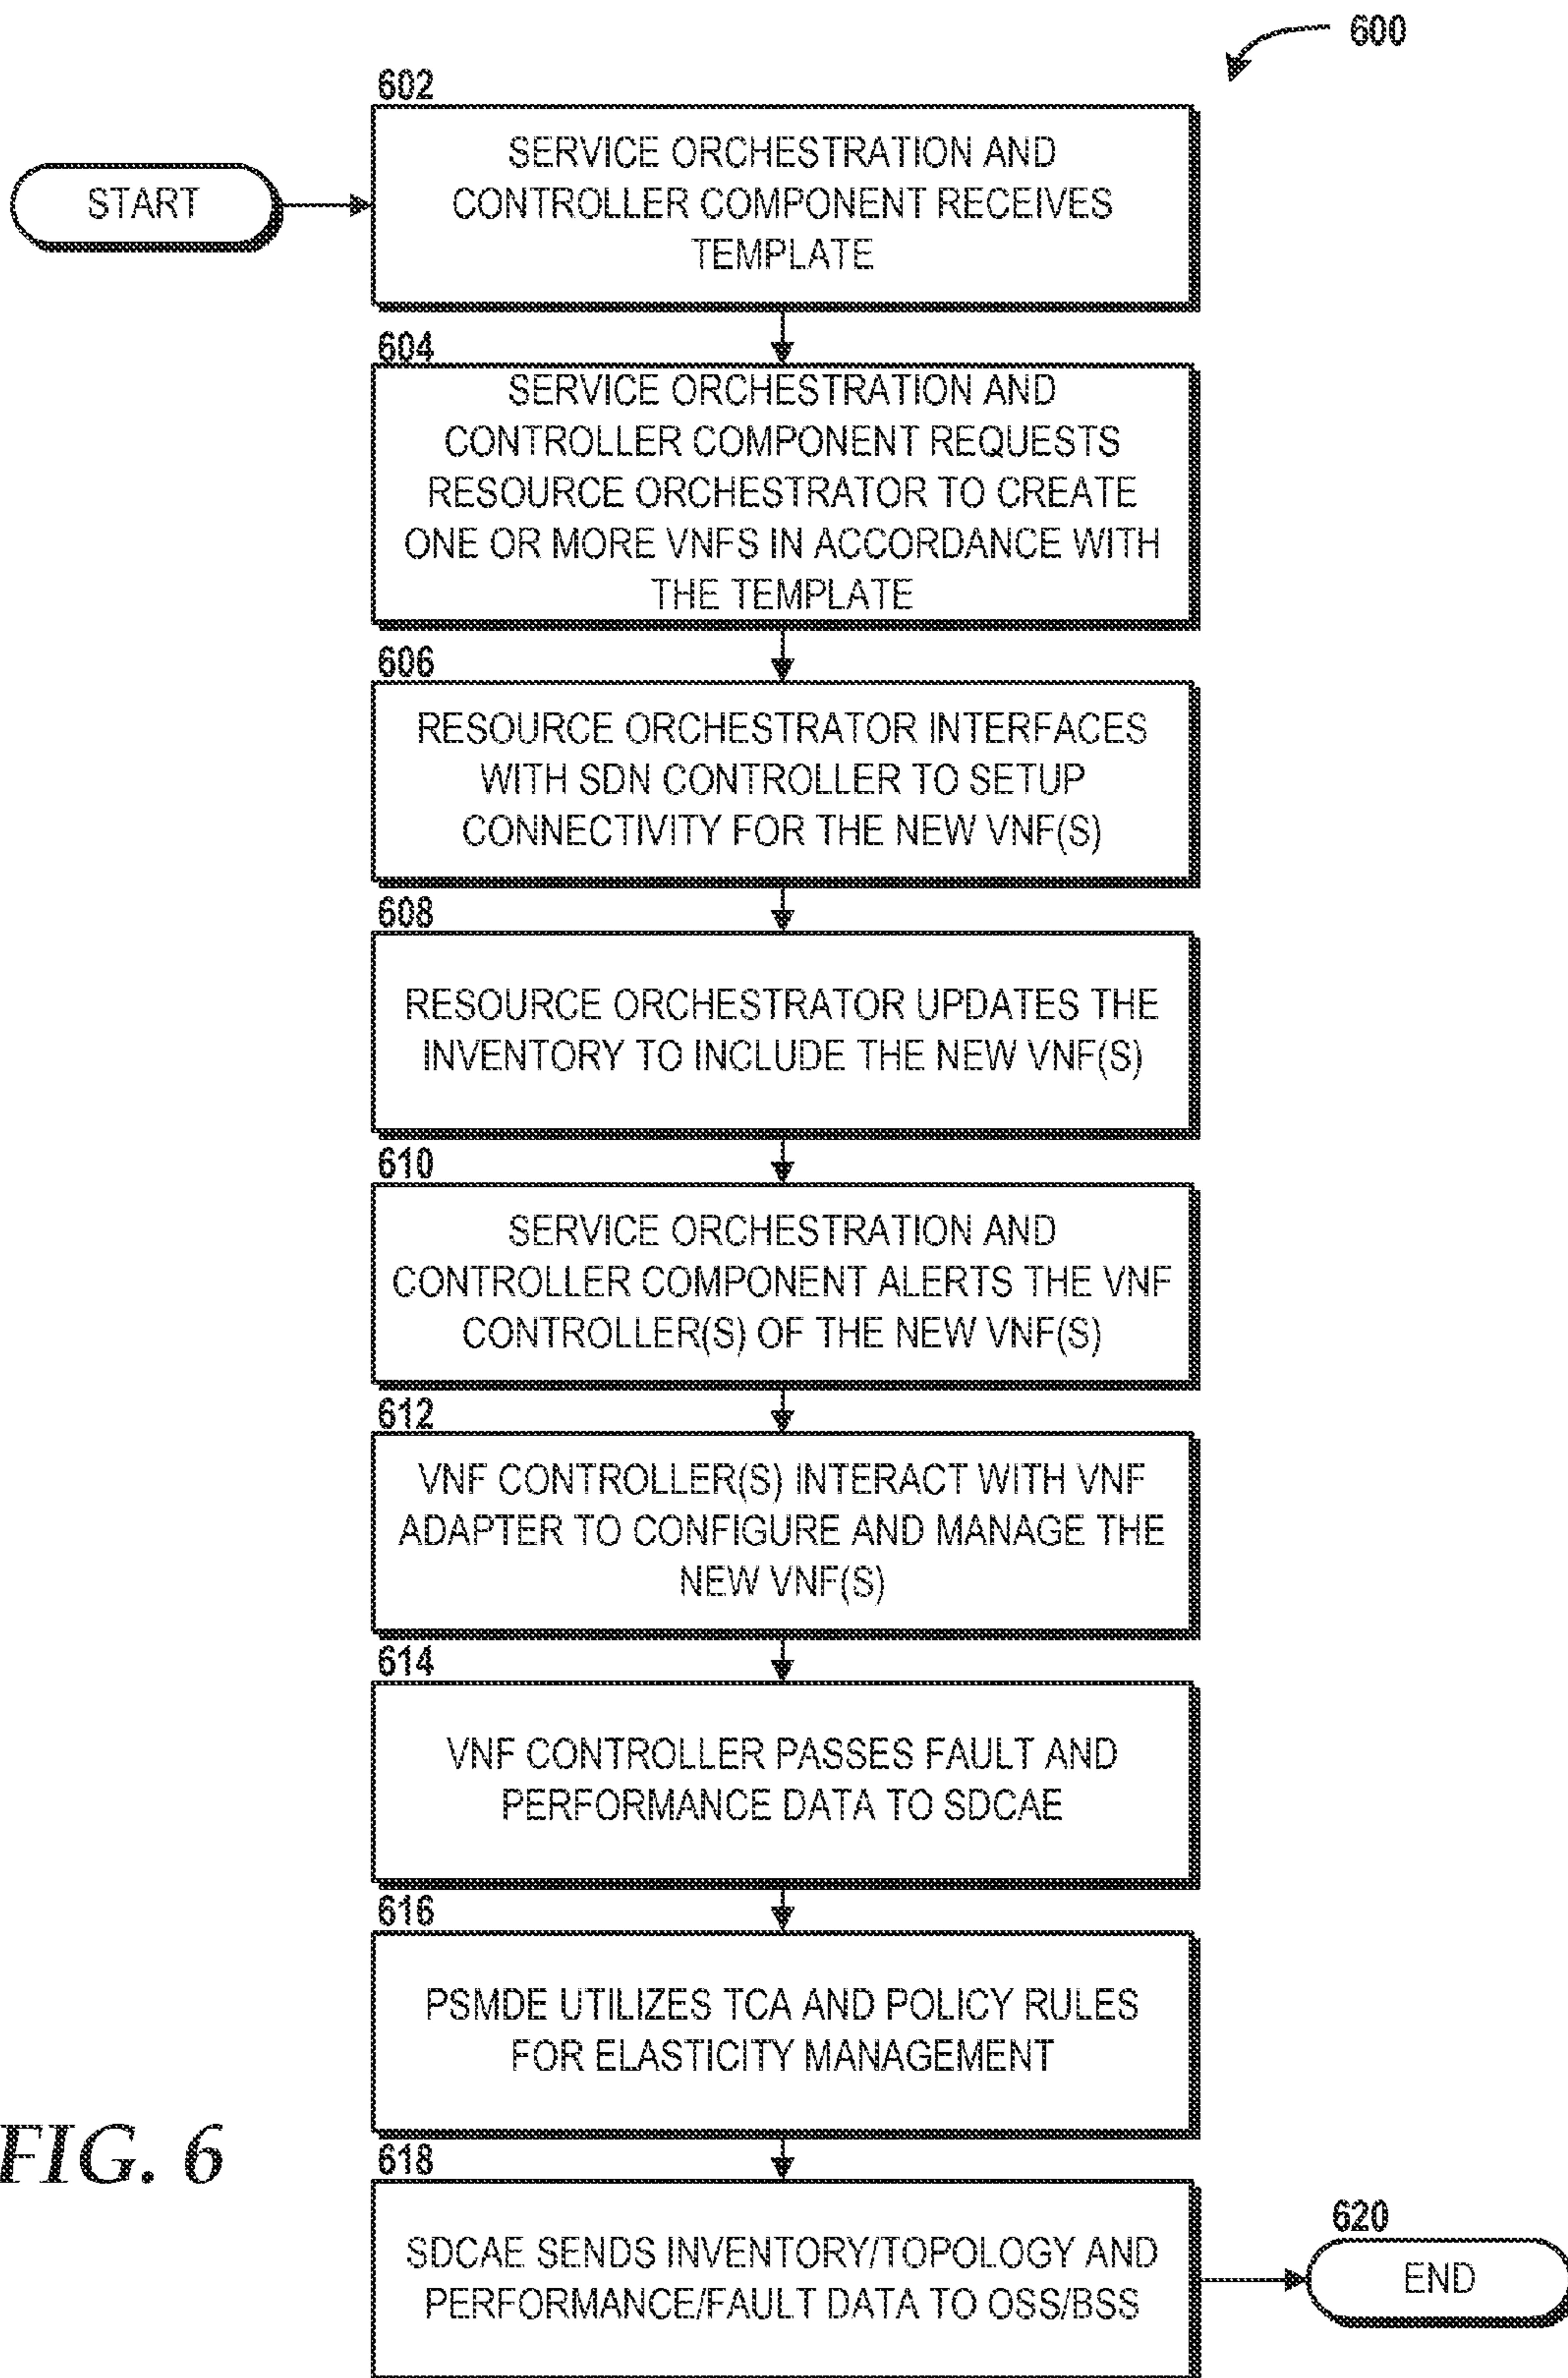 600
602
SERVICE ORCHESTRATION AND
CONTROLLER COMPONENT RECEIVES
TEMPLATE
START
604
SERVICE ORCHESTRATION AND
CONTROLLER COMPONENT REQUESTS
RESOURCE ORCHESTRATOR TO CREATE
ONE OR MORE VNFS IN ACCORDANCE WITH
THE TEMPLATE
606
RESOURCE ORCHESTRATOR INTERFACES
WITH SDN CONTROLLER TO SETUP
CONNECTIVITY FOR THE NEW VNF(S)
608
RESOURCE ORCHESTRATOR UPDATES THE
INVENTORY TO INCLUDE THE NEW VNF(S)
610
SERVICE ORCHESTRATION AND
CONTROLLER COMPONENT ALERTS THE VNF
CONTROLLER(S) OF THE NEW VNF(S)
612
VNF CONTROLLER(S) INTERACT WITH VNF
ADAPTER TO CONFIGURE AND MANAGE THE
NEW VNF(S)
614
VNF CONTROLLER PASSES FAULT AND
PERFORMANCE DATA TO SDCAE
616
PSMDE UTILIZES TCA AND POLICY RULES
FOR ELASTICITY MANAGEMENT
FIG. 6
618
SDCAE SENDS INVENTORY/TOPOLOGY AND
PERFORMANCE/FAULT DATA TO OSS/BSS
620
END